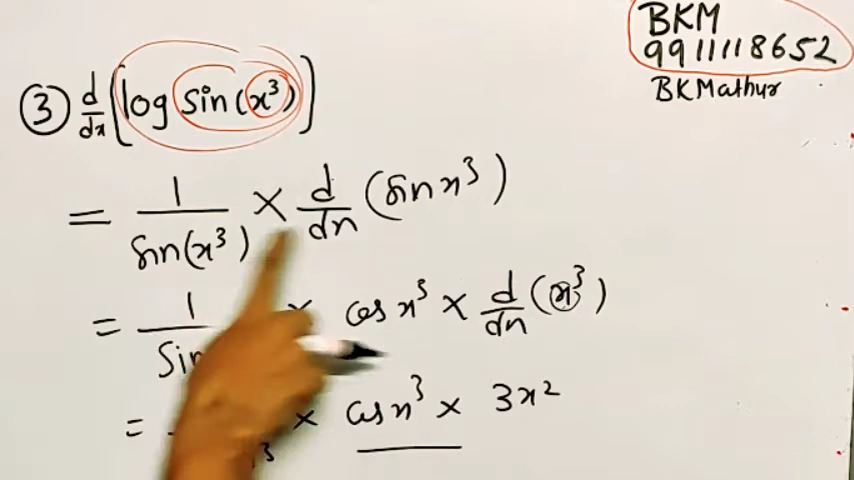 BKM
9911118652
BKMathur
③ d/dx [log sin(x³)]
= 1/sin(x³) × d/dx (sin x³)
= 1/Sin × cos x³ × d/dx (x³)
= × cos x³ × 3x²